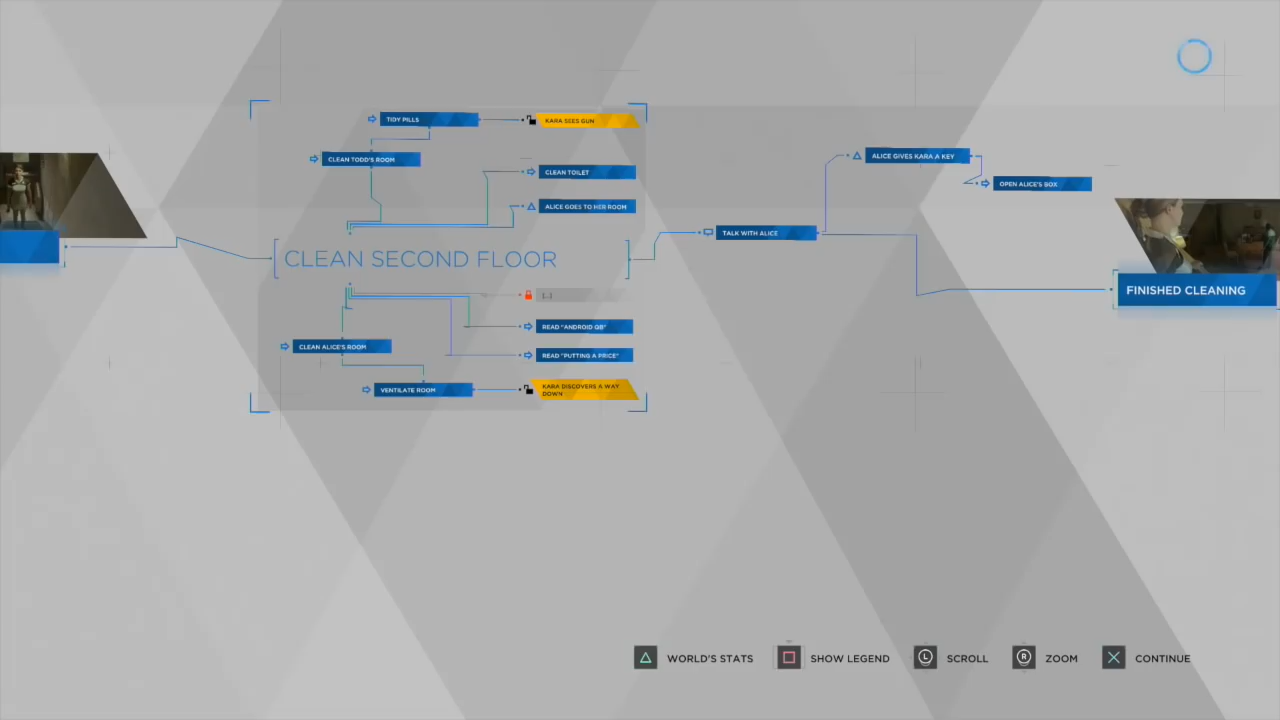 TIDY PILLS
KARA SEES GUN
CLEAN TODD'S ROOM
CLEAN TOILET
ALICE GIVES KARA A KEY
OPEN ALICE'S BOX
ALICE GOES TO HER ROOM
TALK WITH ALICE
CLEAN SECOND FLOOR
FINISHED CLEANING
[...]
READ "ANDROID QB"
CLEAN ALICE'S ROOM
READ "PUTTING A PRICE"
VENTILATE ROOM
KARA DISCOVERS A WAY
DOWN
WORLD'S STATS
SHOW LEGEND
L
SCROLL
R
ZOOM
CONTINUE